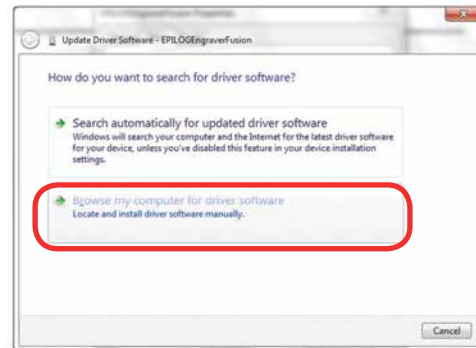 EPILOGEngraverFusion Properties
Update Driver Software - EPILOGEngraverFusion
How do you want to search for driver software?
Search automatically for updated driver software
Windows will search your computer and the Internet for the latest driver software
for your device, unless you've disabled this feature in your device installation
settings.
Browse my computer for driver software
Locate and install driver software manually.
Cancel